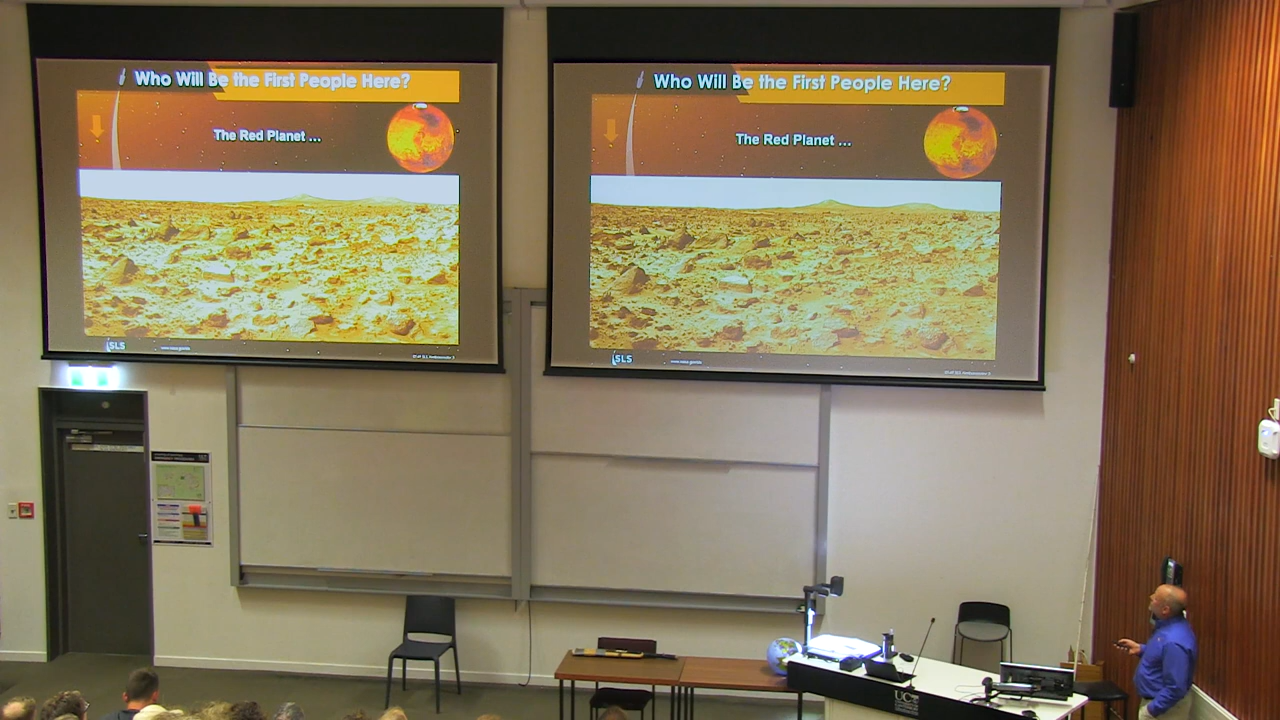 Who Will Be the First People Here?
The Red Planet ...
SLS
Who Will Be the First People Here?
The Red Planet ...
SLS
UC